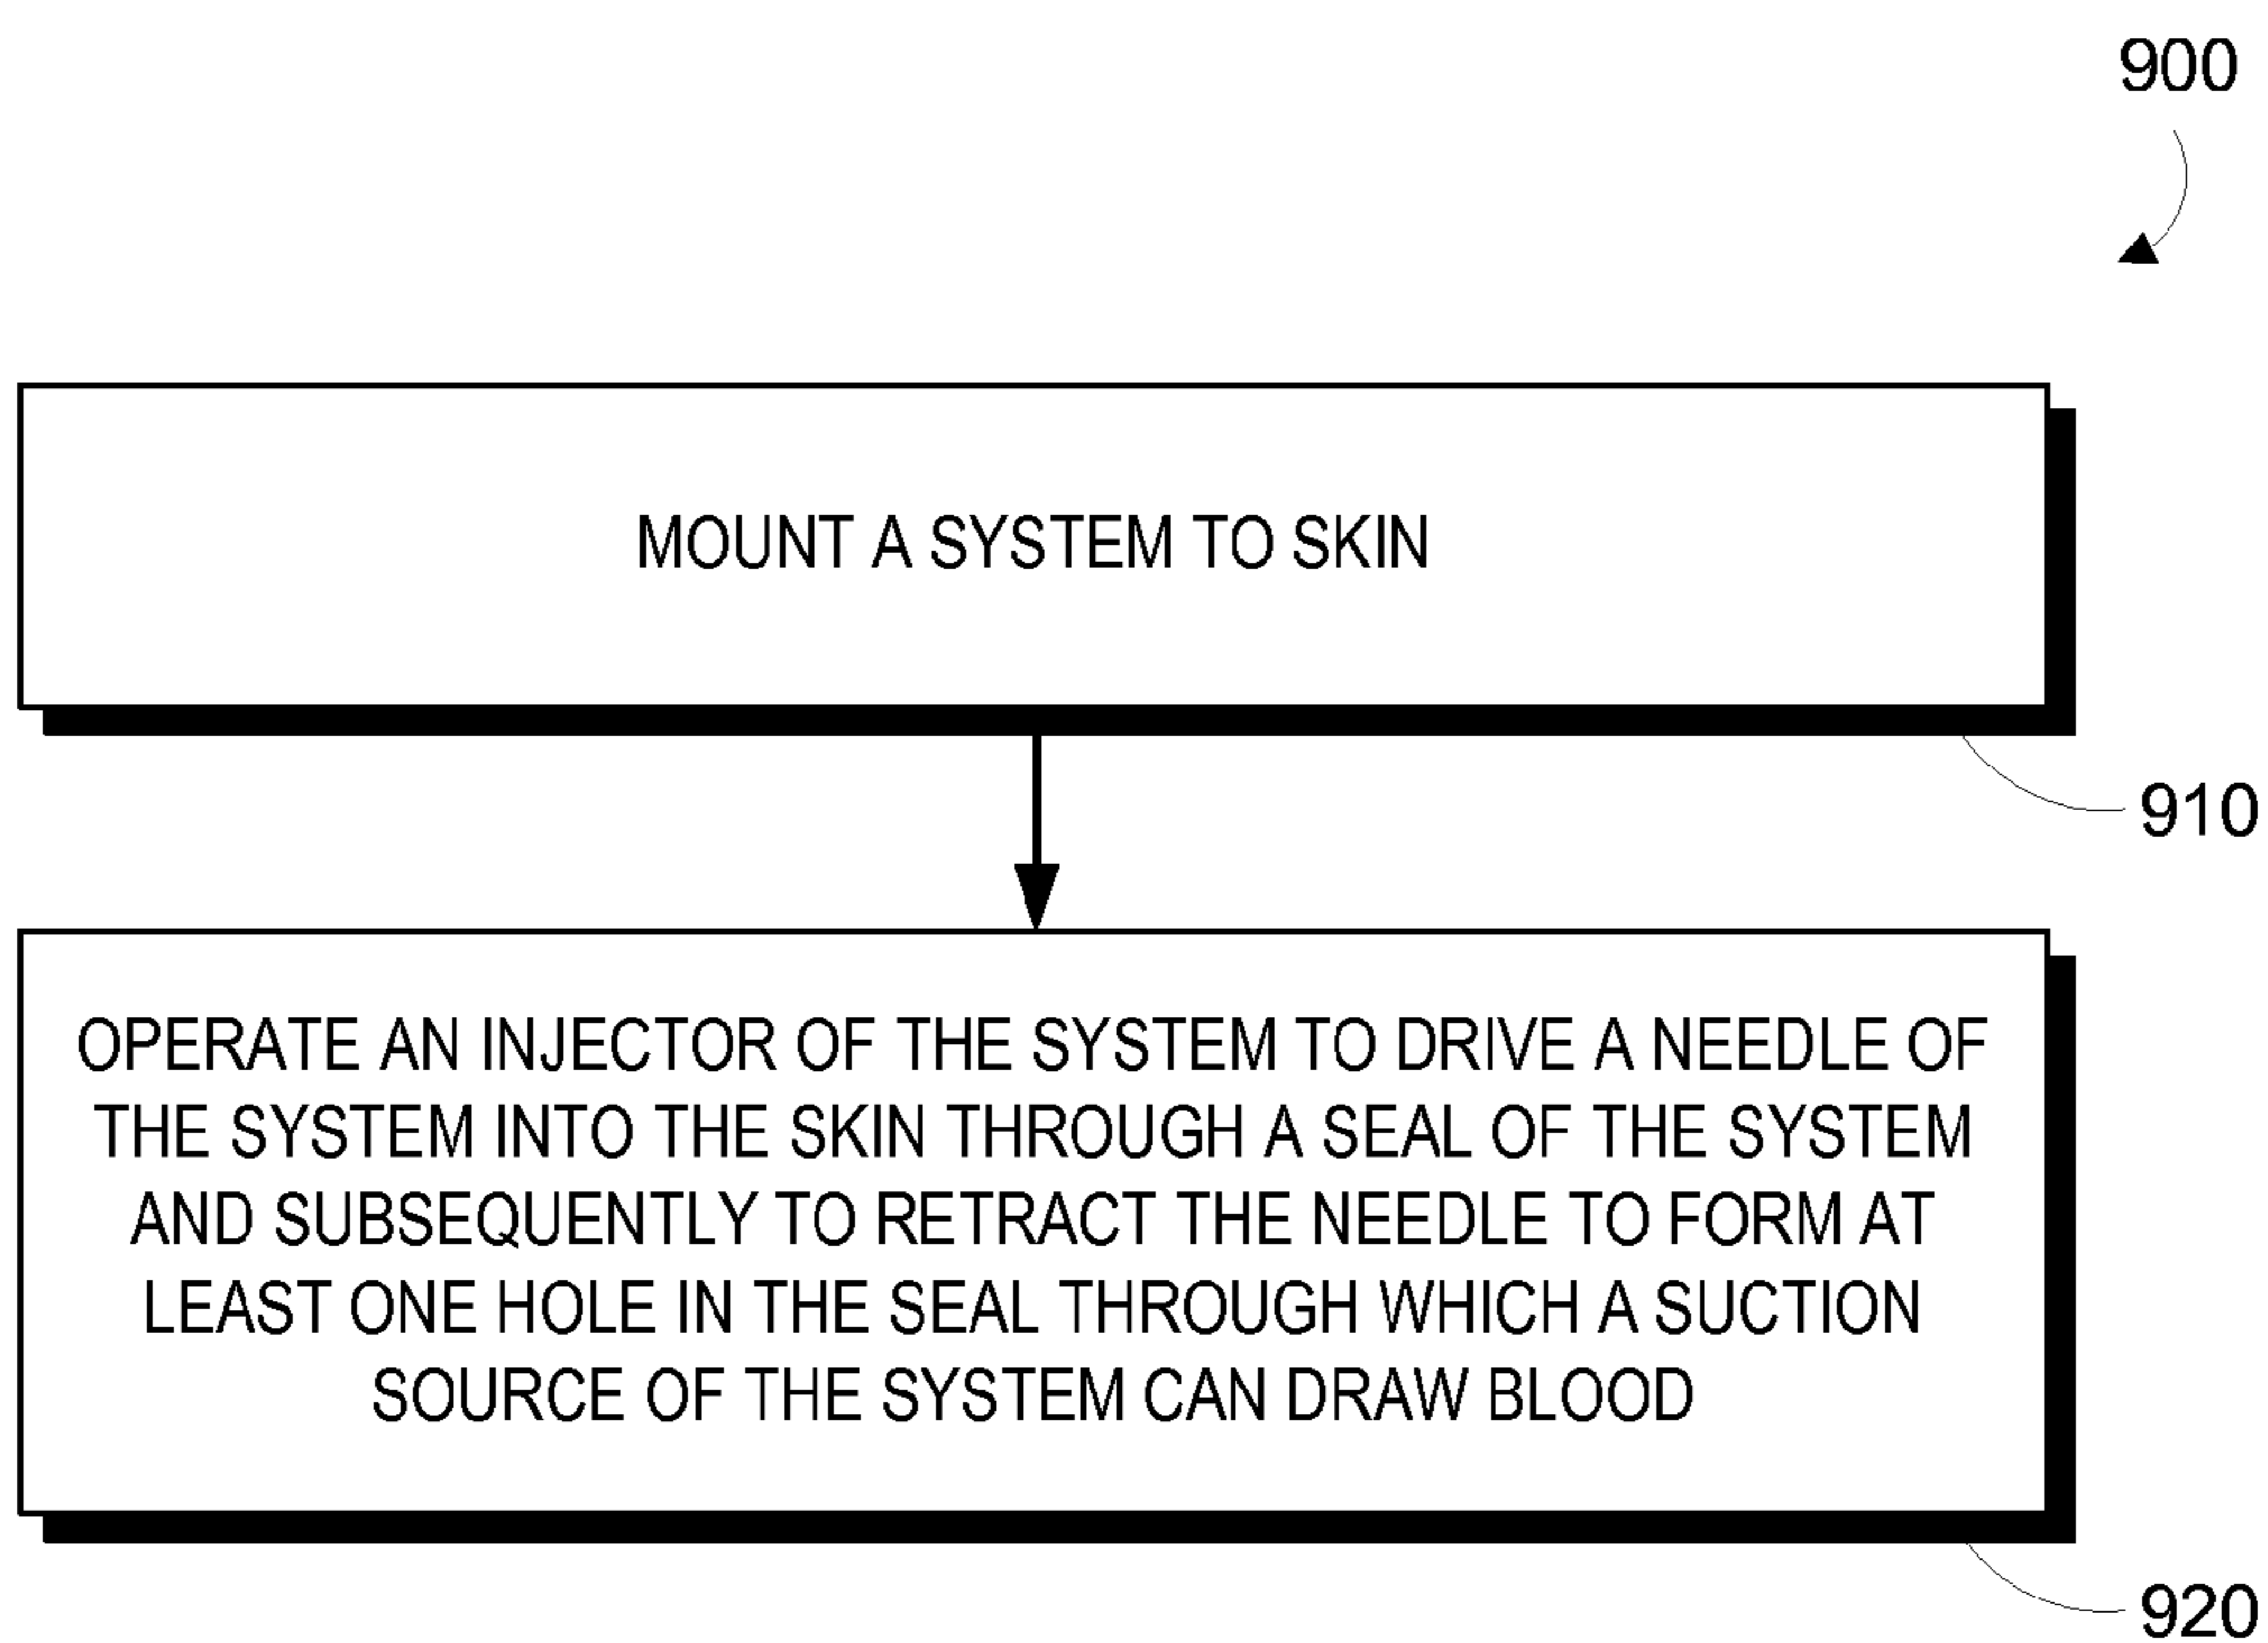 900
MOUNT A SYSTEM TO SKIN
910
OPERATE AN INJECTOR OF THE SYSTEM TO DRIVE A NEEDLE OF
THE SYSTEM INTO THE SKIN THROUGH A SEAL OF THE SYSTEM
AND SUBSEQUENTLY TO RETRACT THE NEEDLE TO FORM AT
LEAST ONE HOLE IN THE SEAL THROUGH WHICH A SUCTION
SOURCE OF THE SYSTEM CAN DRAW BLOOD
920